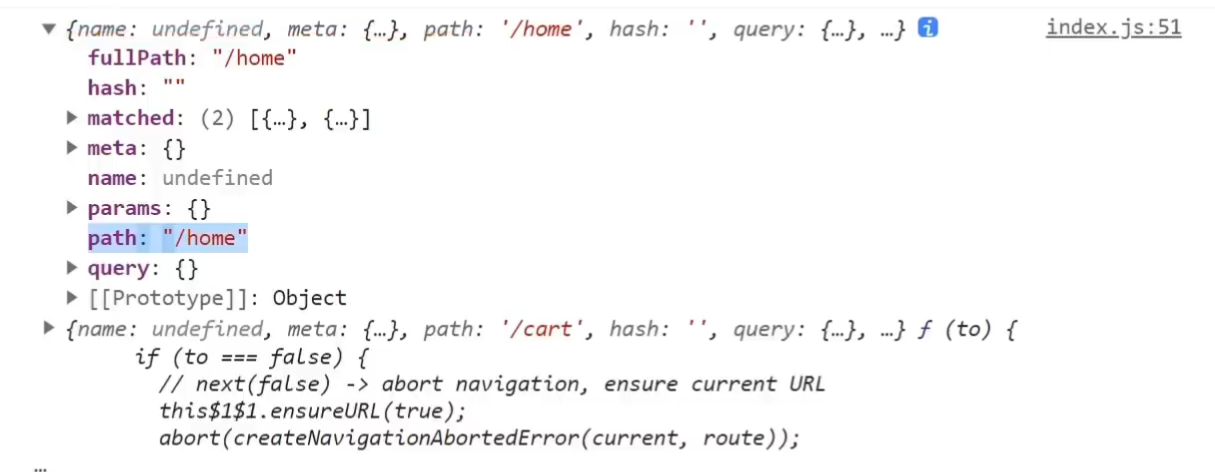 ▼ {name: undefined, meta: {…}, path: '/home', hash: '', query: {…}, …} i index.js:51
fullPath: "/home"
hash: ""
▶ matched: (2) [{…}, {…}]
▶ meta: {}
name: undefined
▶ params: {}
path: "/home"
▶ query: {}
▶ [[Prototype]]: Object
▶ {name: undefined, meta: {…}, path: '/cart', hash: '', query: {…}, …} ƒ (to) {
if (to === false) {
// next(false) -> abort navigation, ensure current URL
this$1$1.ensureURL(true);
abort(createNavigationAbortedError(current, route));
…